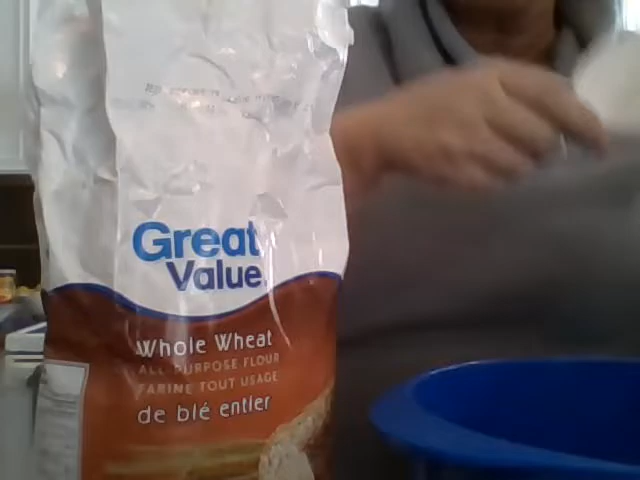 Great
Value
Whole Wheat
ALL PURPOSE FLOUR
FARINE TOUT USAGE
de blé entier